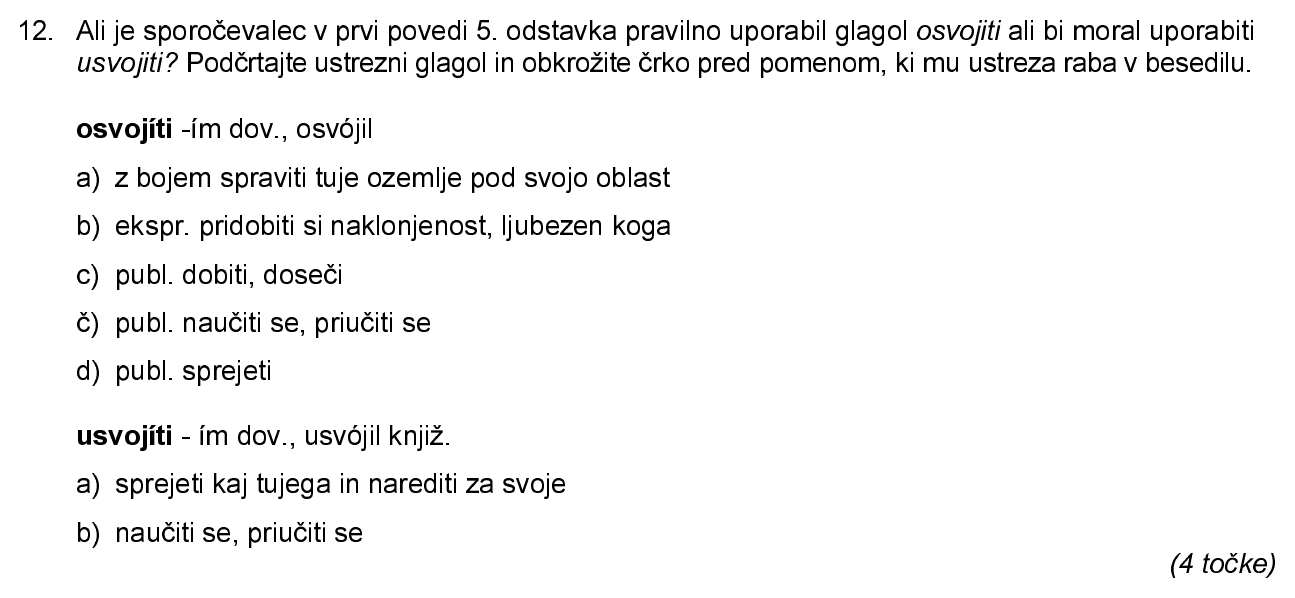 12. Ali je sporočevalec v prvi povedi 5. odstavka pravilno uporabil glagol osvojiti ali bi moral uporabiti
usvojiti? Podčrtajte ustrezni glagol in obkrožite črko pred pomenom, ki mu ustreza raba v besedilu.
osvojíti -ím dov., osvójil
a) z bojem spraviti tuje ozemlje pod svojo oblast
b) ekspr. pridobiti si naklonjenost, ljubezen koga
c) publ. dobiti, doseči
č) publ. naučiti se, priučiti se
d) publ. sprejeti
usvojíti - ím dov., usvójil knjiž.
a) sprejeti kaj tujega in narediti za svoje
b) naučiti se, priučiti se
(4 točke)